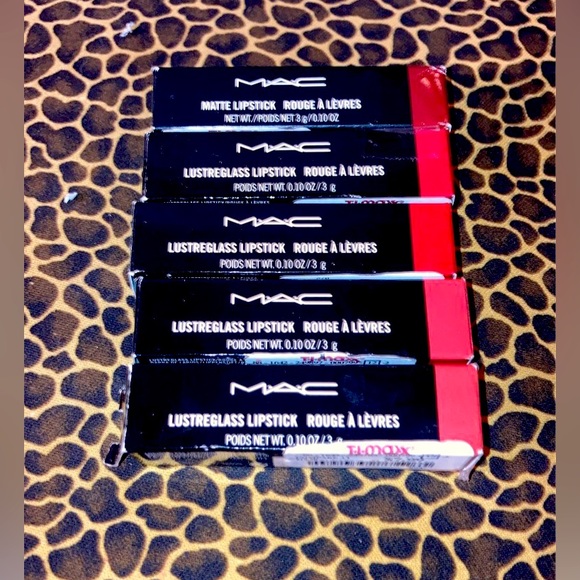 MAC
MATTE LIPSTICK ROUGE À LÈVRES
NET WT./POIDS NET 3 g/0.10 OZ
MAC
LUSTREGLASS LIPSTICK ROUGE À LÈVRES
POIDS NET WT. 0.10 OZ/3 g
MAC
LUSTREGLASS LIPSTICK ROUGE À LÈVRES
POIDS NET WT. 0.10 OZ/3 g
MAC
LUSTREGLASS LIPSTICK ROUGE À LÈVRES
POIDS NET WT. 0.10 OZ/3 g
MAC
LUSTREGLASS LIPSTICK ROUGE À LÈVRES
POIDS NET WT. 0.10 OZ/3 g